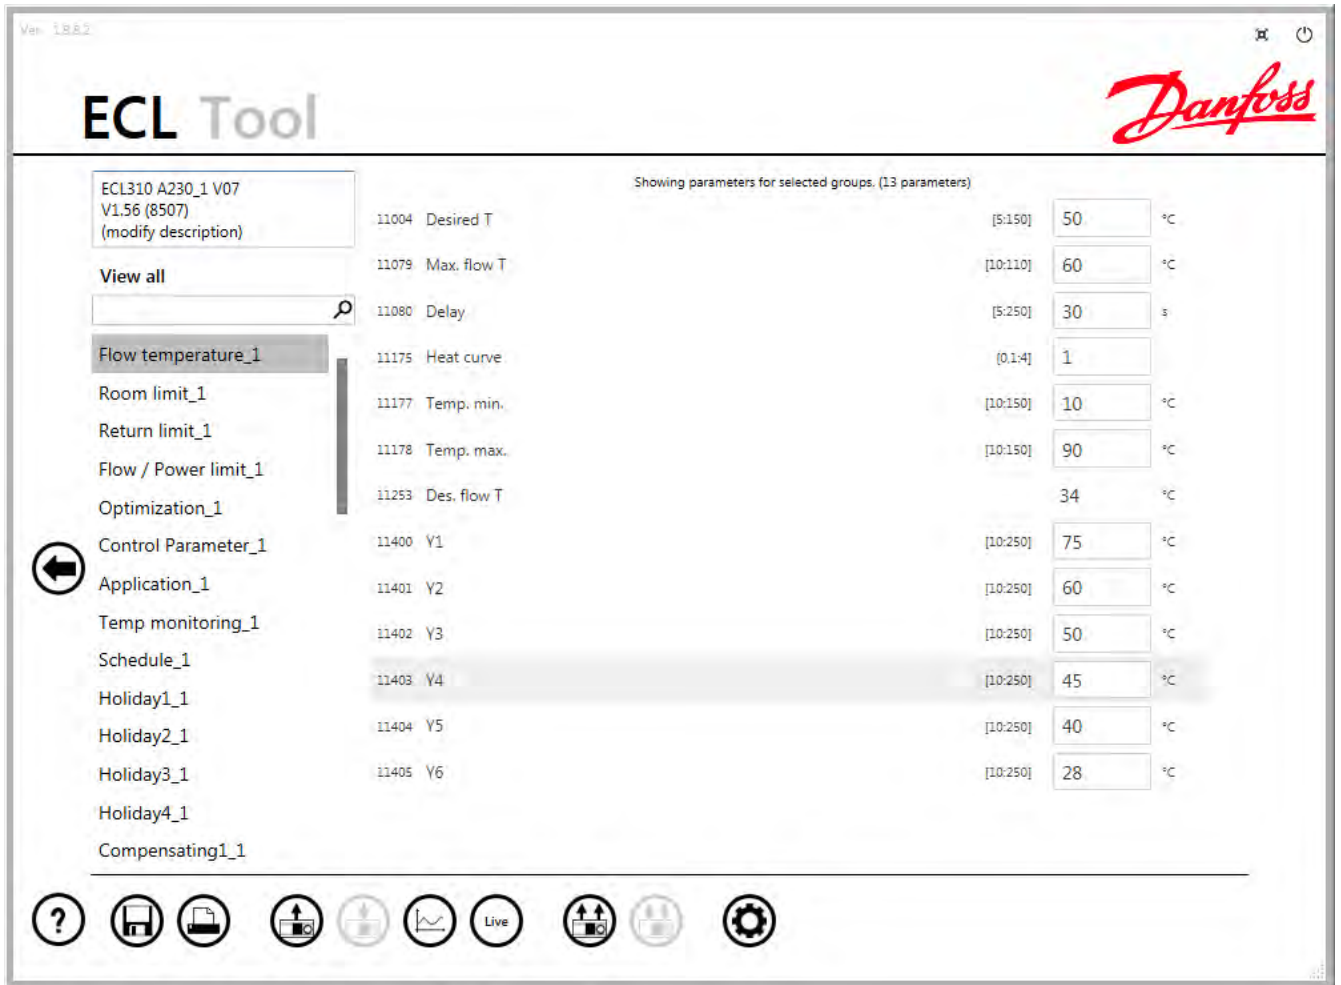 Ver. 1.8.8.2
ECL Tool
Danfoss
ECL310 A230_1 V07
V1.56 (8507)
(modify description)
View all
Flow temperature_1
Room limit_1
Return limit_1
Flow / Power limit_1
Optimization_1
Control Parameter_1
Application_1
Temp monitoring_1
Schedule_1
Holiday1_1
Holiday2_1
Holiday3_1
Holiday4_1
Compensating1_1
Showing parameters for selected groups. (13 parameters)
11004 Desired T [5:150] 50 °C
11079 Max. flow T [10:110] 60 °C
11080 Delay [5:250] 30 s
11175 Heat curve [0.1:4] 1
11177 Temp. min. [10:150] 10 °C
11178 Temp. max. [10:150] 90 °C
11253 Des. flow T 34 °C
11400 Y1 [10:250] 75 °C
11401 Y2 [10:250] 60 °C
11402 Y3 [10:250] 50 °C
11403 Y4 [10:250] 45 °C
11404 Y5 [10:250] 40 °C
11405 Y6 [10:250] 28 °C
?
Live